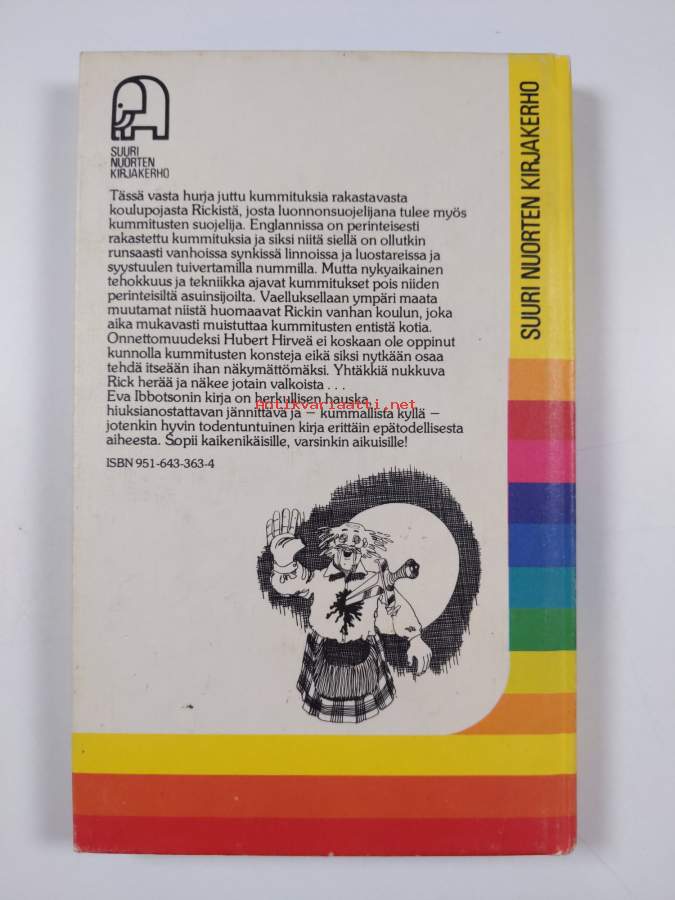 SUURI
NUORTEN
KIRJAKERHO
Tässä vasta hurja juttu kummituksia rakastavasta
koulupojasta Rickistä, josta luonnonsuojelijana tulee myös
kummitusten suojelija. Englannissa on perinteisesti
rakastettu kummituksia ja siksi niitä siellä on ollutkin
runsaasti vanhoissa synkissä linnoissa ja luostareissa ja
syystuulen tuivertamilla nummilla. Mutta nykyaikainen
tehokkuus ja tekniikka ajavat kummitukset pois niiden
perinteisiltä asuinsijoilta. Vaelluksellaan ympäri maata
muutamat niistä huomaavat Rickin vanhan koulun, joka
aika mukavasti muistuttaa kummitusten entistä kotia.
Onnettomuudeksi Hubert Hirveä ei koskaan ole oppinut
kunnolla kummitusten konsteja eikä siksi nytkään osaa
tehdä itseään ihan näkymättömäksi. Yhtäkkiä nukkuva
Rick herää ja näkee jotain valkoista . . .
Eva Ibbotsonin kirja on herkullisen hauska,
hiuksianostattavan jännittävä ja – kummallista kyllä –
jotenkin hyvin todentuntuinen kirja erittäin epätodellisesta
aiheesta. Sopii kaikenikäisille, varsinkin aikuisille!
ISBN 951-643-363-4
SUURI NUORTEN KIRJAKERHO
Antikvariaatti.net